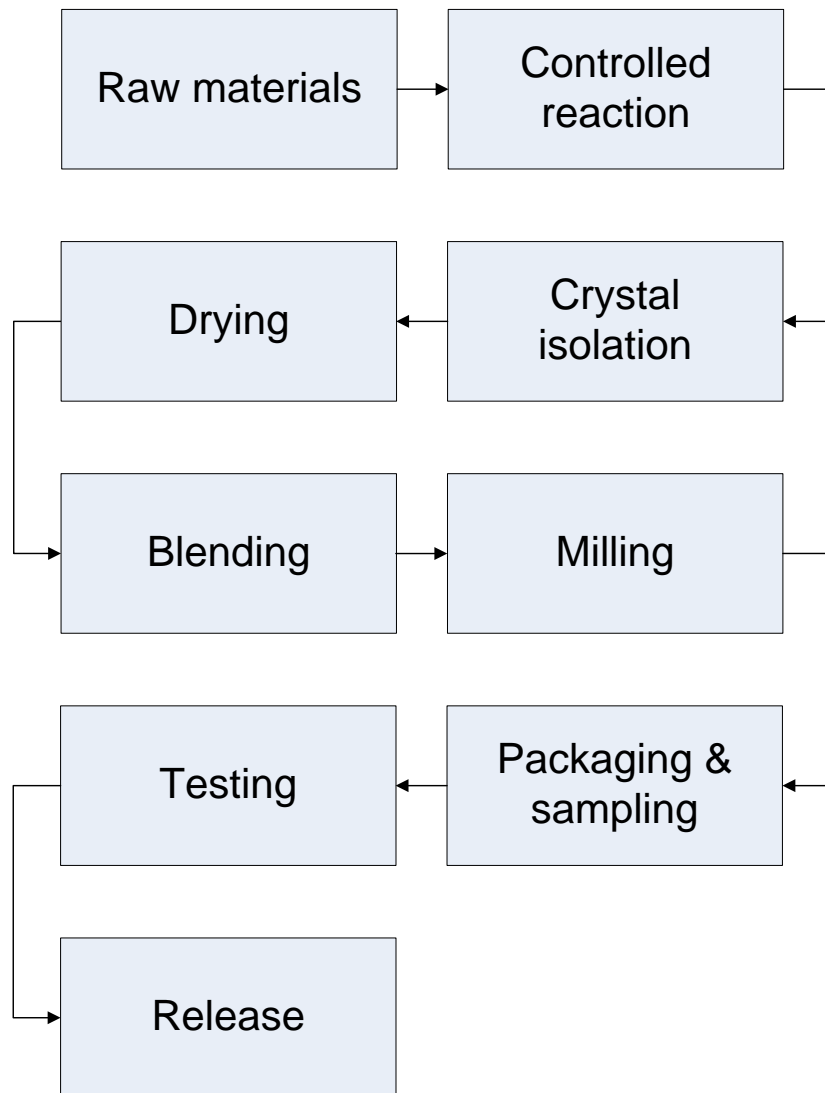 Raw materials
Controlled
reaction
Crystal
isolation
Drying
Blending
Milling
Packaging &
sampling
Testing
Release